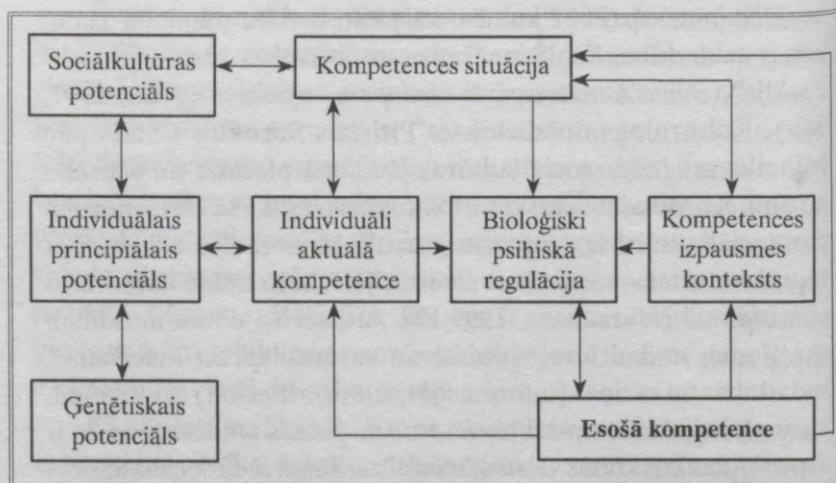 Sociālkultūras
potenciāls
Kompetences situācija
Individuālais
principiālais
potenciāls
Individuāli
aktuālā
kompetence
Bioloģiski
psihiskā
regulācija
Kompetences
izpausmes
konteksts
Ģenētiskais
potenciāls
Esošā kompetence